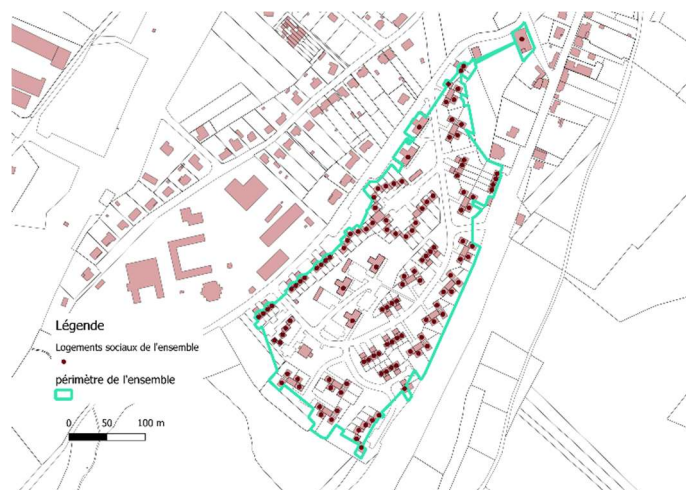 Légende
Logements sociaux de l'ensemble
périmètre de l'ensemble
0 50 100 m